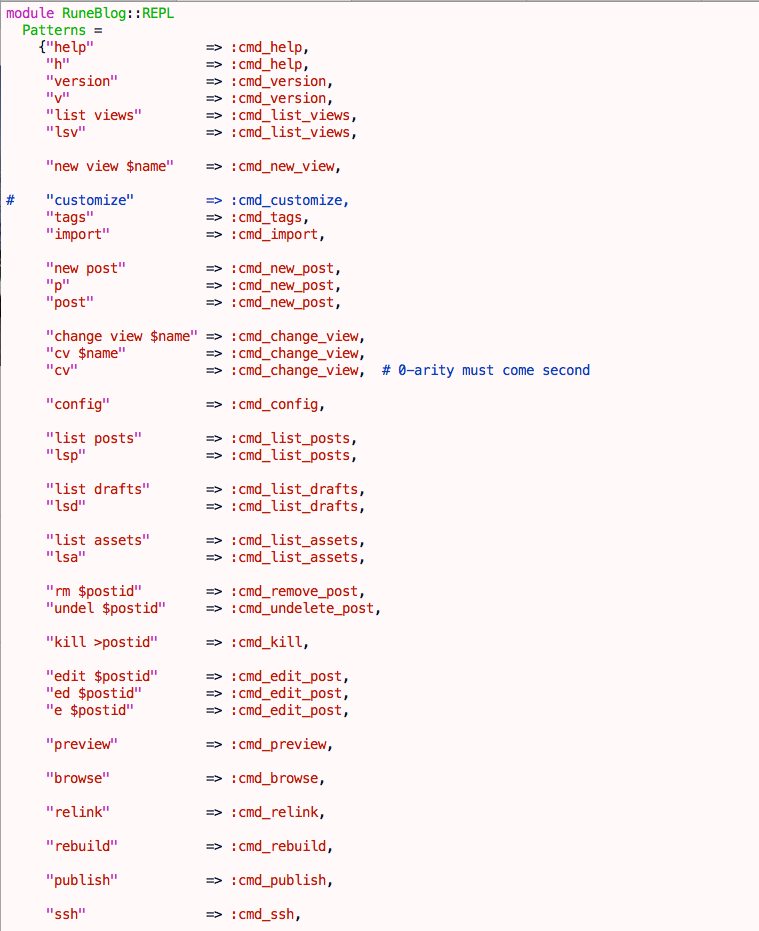 module RuneBlog::REPL
  Patterns =
    {"help"              => :cmd_help,
     "h"                 => :cmd_help,
     "version"           => :cmd_version,
     "v"                 => :cmd_version,
     "list views"        => :cmd_list_views,
     "lsv"               => :cmd_list_views,

     "new view $name"    => :cmd_new_view,

#    "customize"         => :cmd_customize,
     "tags"              => :cmd_tags,
     "import"            => :cmd_import,

     "new post"          => :cmd_new_post,
     "p"                 => :cmd_new_post,
     "post"              => :cmd_new_post,

     "change view $name" => :cmd_change_view,
     "cv $name"          => :cmd_change_view,
     "cv"                => :cmd_change_view,  # 0-arity must come second

     "config"            => :cmd_config,

     "list posts"        => :cmd_list_posts,
     "lsp"               => :cmd_list_posts,

     "list drafts"       => :cmd_list_drafts,
     "lsd"               => :cmd_list_drafts,

     "list assets"       => :cmd_list_assets,
     "lsa"               => :cmd_list_assets,

     "rm $postid"        => :cmd_remove_post,
     "undel $postid"     => :cmd_undelete_post,

     "kill >postid"      => :cmd_kill,

     "edit $postid"      => :cmd_edit_post,
     "ed $postid"        => :cmd_edit_post,
     "e $postid"         => :cmd_edit_post,

     "preview"           => :cmd_preview,

     "browse"            => :cmd_browse,

     "relink"            => :cmd_relink,

     "rebuild"           => :cmd_rebuild,

     "publish"           => :cmd_publish,

     "ssh"               => :cmd_ssh,